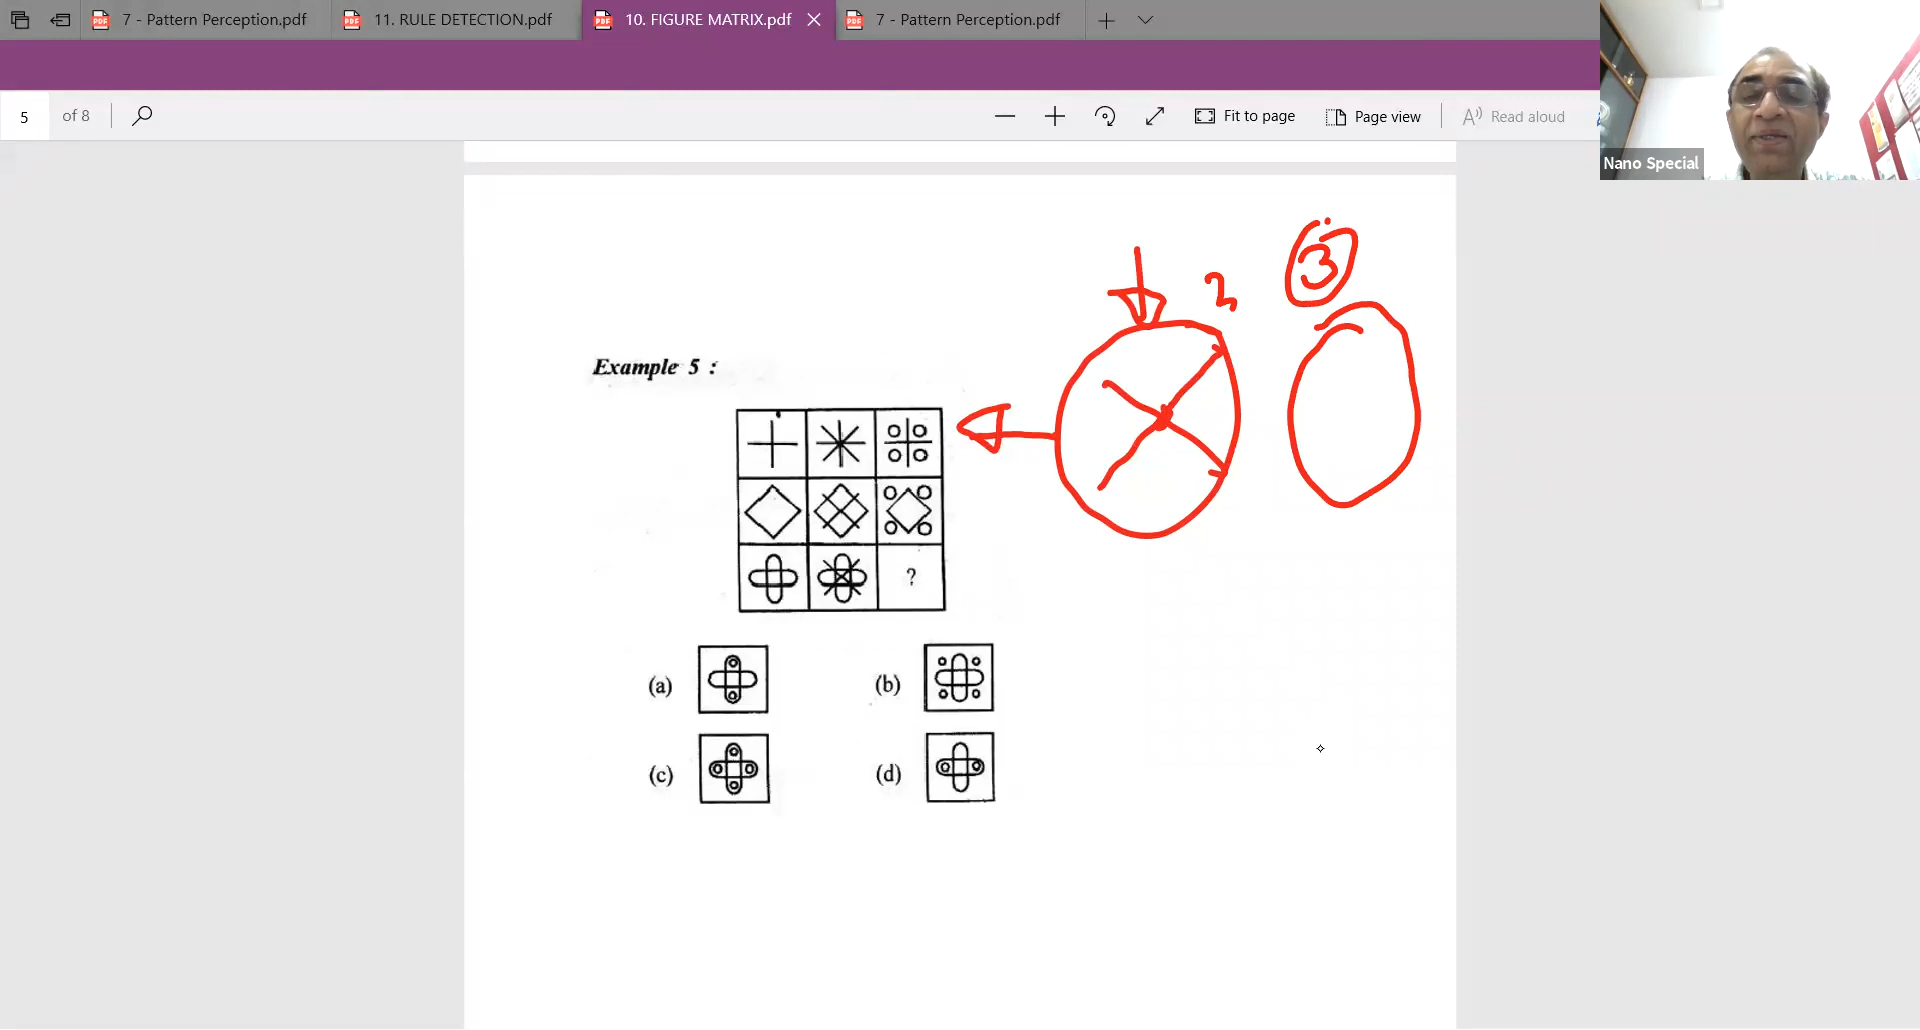 7 - Pattern Perception.pdf
11. RULE DETECTION.pdf
10. FIGURE MATRIX.pdf
7 - Pattern Perception.pdf
5 of 8
Fit to page
Page view
Read aloud
Nano Special
2
3
Example 5 :
?
(a)
(b)
(c)
(d)